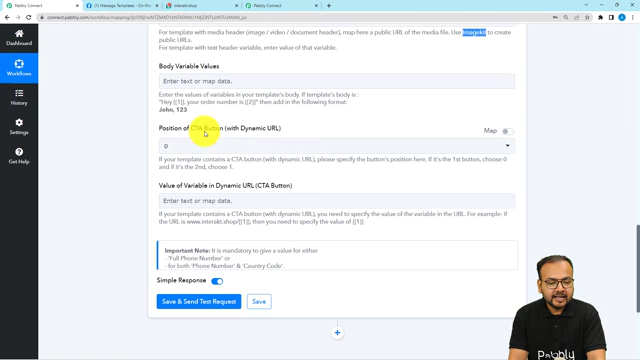 Pabbly Connect
(1) Message Templates - On-Pr
interakt.shop
Pabbly Connect
connect.pabbly.com/workflow/mapping/
For template with media header (image / video / document header), map here a public URL of the media file. Use Imagekit to create
public URLs.
For template with text header variable, enter value of that variable.
Dashboard
Workflows
History
Settings
Get Help
Body Variable Values
Enter text or map data.
Enter the values of variables in your template's body. If template's body is :
"Hey {{1}}, your order number is {{2}}" then add in the following format:
John, 123
Position of CTA Button (with Dynamic URL)
Map
0
If your template contains a CTA button (with dynamic URL), please specify the button's position here. If it's the 1st button, choose 0
and if it's the 2nd, choose 1.
Value of Variable in Dynamic URL (CTA Button)
Enter text or map data.
If your template contains a CTA button (with dynamic URL), you need to specify the value of the variable in the URL. For example: if
the URL is www.interakt.shop/{{1}}, then you need to specify the value of {{1}}
Important Note: It is mandatory to give a value for either
- 'Full Phone Number' or
- for both 'Phone Number' & 'Country Code'.
Simple Response
Save & Send Test Request
Save
+
Pabbly